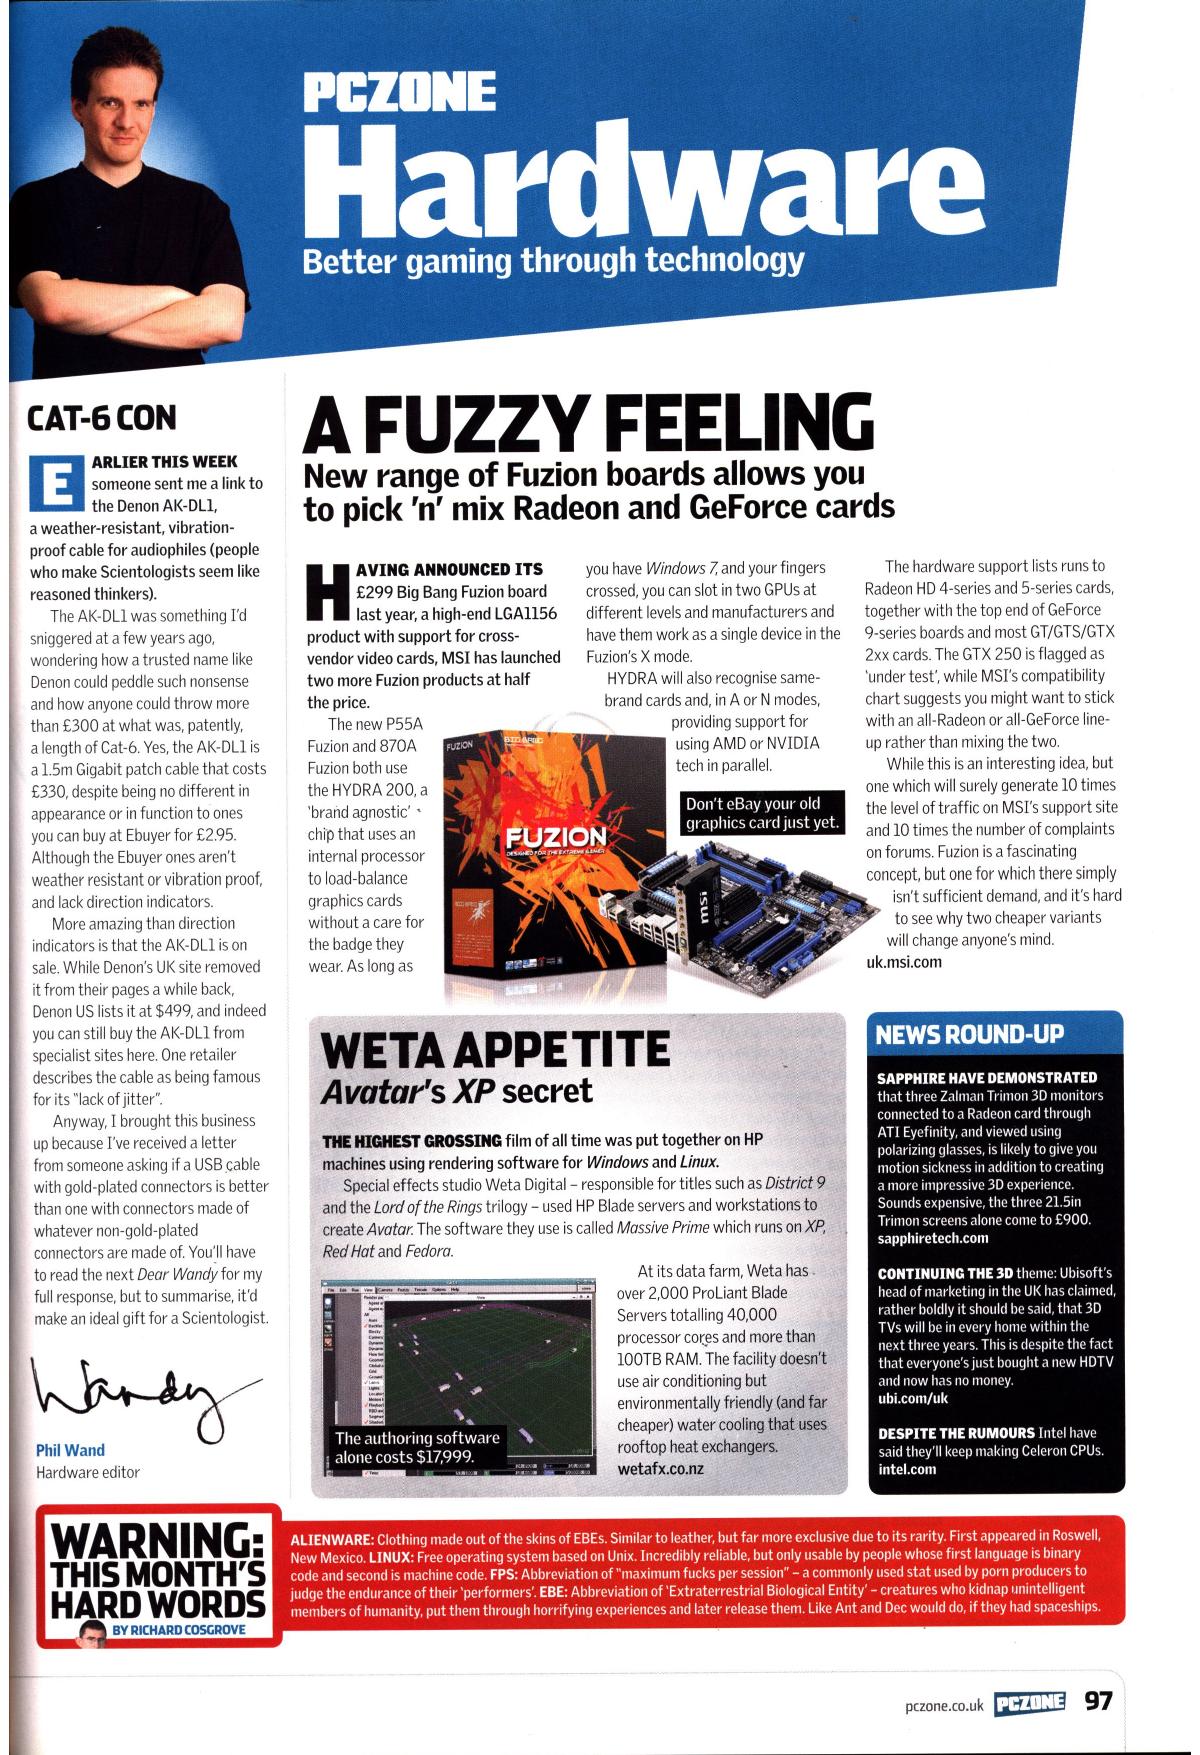 PCZONE
Hardware
Better gaming through technology
CAT-6 CON
EARLIER THIS WEEK
someone sent me a link to
the Denon AK-DL1,
a weather-resistant, vibration-
proof cable for audiophiles (people
who make Scientologists seem like
reasoned thinkers).
The AK-DL1 was something I'd
sniggered at a few years ago,
wondering how a trusted name like
Denon could peddle such nonsense
and how anyone could throw more
than £300 at what was, patently,
a length of Cat-6. Yes, the AK-DL1 is
a 1.5m Gigabit patch cable that costs
£330, despite being no different in
appearance or in function to ones
you can buy at Ebuyer for £2.95.
Although the Ebuyer ones aren't
weather resistant or vibration proof,
and lack direction indicators.
More amazing than direction
indicators is that the AK-DL1 is on
sale. While Denon's UK site removed
it from their pages a while back,
Denon US lists it at $499, and indeed
you can still buy the AK-DL1 from
specialist sites here. One retailer
describes the cable as being famous
for its "lack of jitter".
Anyway, I brought this business
up because I've received a letter
from someone asking if a USB cable
with gold-plated connectors is better
than one with connectors made of
whatever non-gold-plated
connectors are made of. You'll have
to read the next Dear Wandy for my
full response, but to summarise, it'd
make an ideal gift for a Scientologist.
Wandy
Phil Wand
Hardware editor
A FUZZY FEELING
New range of Fuzion boards allows you
to pick 'n' mix Radeon and GeForce cards
HAVING ANNOUNCED ITS
£299 Big Bang Fuzion board
last year, a high-end LGA1156
product with support for cross-
vendor video cards, MSI has launched
two more Fuzion products at half
the price.
The new P55A
Fuzion and 870A
Fuzion both use
the HYDRA 200, a
'brand agnostic'
chip that uses an
internal processor
to load-balance
graphics cards
without a care for
the badge they
wear. As long as
you have Windows 7, and your fingers
crossed, you can slot in two GPUs at
different levels and manufacturers and
have them work as a single device in the
Fuzion's X mode.
HYDRA will also recognise same-
brand cards and, in A or N modes,
providing support for
using AMD or NVIDIA
tech in parallel.
FUZION
BIG BANG
FUZION
DESIGNED FOR THE EXTREME GAMER
msi
Don't eBay your old
graphics card just yet.
The hardware support lists runs to
Radeon HD 4-series and 5-series cards,
together with the top end of GeForce
9-series boards and most GT/GTS/GTX
2xx cards. The GTX 250 is flagged as
'under test', while MSI's compatibility
chart suggests you might want to stick
with an all-Radeon or all-GeForce line-
up rather than mixing the two.
While this is an interesting idea, but
one which will surely generate 10 times
the level of traffic on MSI's support site
and 10 times the number of complaints
on forums. Fuzion is a fascinating
concept, but one for which there simply
isn't sufficient demand, and it's hard
to see why two cheaper variants
will change anyone's mind.
uk.msi.com
WETA APPETITE
Avatar's XP secret
THE HIGHEST GROSSING film of all time was put together on HP
machines using rendering software for Windows and Linux.
Special effects studio Weta Digital – responsible for titles such as District 9
and the Lord of the Rings trilogy – used HP Blade servers and workstations to
create Avatar. The software they use is called Massive Prime which runs on XP,
Red Hat and Fedora.
At its data farm, Weta has
over 2,000 ProLiant Blade
Servers totalling 40,000
processor cores and more than
100TB RAM. The facility doesn't
use air conditioning but
environmentally friendly (and far
cheaper) water cooling that uses
rooftop heat exchangers.
wetafx.co.nz
The authoring software
alone costs $17,999.
NEWS ROUND-UP
SAPPHIRE HAVE DEMONSTRATED
that three Zalman Trimon 3D monitors
connected to a Radeon card through
ATI Eyefinity, and viewed using
polarizing glasses, is likely to give you
motion sickness in addition to creating
a more impressive 3D experience.
Sounds expensive, the three 21.5in
Trimon screens alone come to £900.
sapphiretech.com
CONTINUING THE 3D theme: Ubisoft's
head of marketing in the UK has claimed,
rather boldly it should be said, that 3D
TVs will be in every home within the
next three years. This is despite the fact
that everyone's just bought a new HDTV
and now has no money.
ubi.com/uk
DESPITE THE RUMOURS Intel have
said they'll keep making Celeron CPUs.
intel.com
WARNING:
THIS MONTH'S
HARD WORDS
BY RICHARD COSGROVE
ALIENWARE: Clothing made out of the skins of EBEs. Similar to leather, but far more exclusive due to its rarity. First appeared in Roswell,
New Mexico. LINUX: Free operating system based on Unix. Incredibly reliable, but only usable by people whose first language is binary
code and second is machine code. FPS: Abbreviation of "maximum fucks per session" – a commonly used stat used by porn producers to
judge the endurance of their 'performers'. EBE: Abbreviation of 'Extraterrestrial Biological Entity' – creatures who kidnap unintelligent
members of humanity, put them through horrifying experiences and later release them. Like Ant and Dec would do, if they had spaceships.
pczone.co.uk PCZONE 97